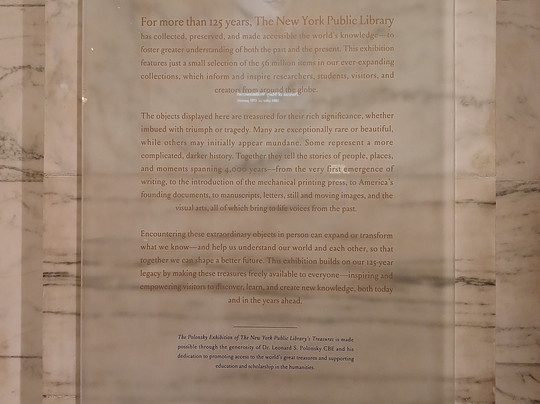 For more than 125 years, The New York Public Library
has collected, preserved, and made accessible the world's knowledge—to
foster greater understanding of both the past and the present. This exhibition
features just a small selection of the 56 million items in our ever-expanding
collections, which inform and inspire researchers, students, visitors, and
creators from around the globe.
The objects displayed here are treasured for their rich significance, whether
imbued with triumph or tragedy. Many are exceptionally rare or beautiful,
while others may initially appear mundane. Some represent a more
complicated, darker history. Together they tell the stories of people, places,
and moments spanning 4,000 years—from the very first emergence of
writing, to the introduction of the mechanical printing press, to America's
founding documents, to manuscripts, letters, still and moving images, and the
visual arts, all of which bring to life voices from the past.
Encountering these extraordinary objects in person can expand or transform
what we know—and help us understand our world and each other, so that
together we can shape a better future. This exhibition builds on our 125-year
legacy by making these treasures freely available to everyone—inspiring and
empowering visitors to discover, learn, and create new knowledge, both today
and in the years ahead.
The Polonsky Exhibition of The New York Public Library's Treasures is made
possible through the generosity of Dr. Leonard S. Polonsky CBE and his
dedication to promoting access to the world's great treasures and supporting
education and scholarship in the humanities.